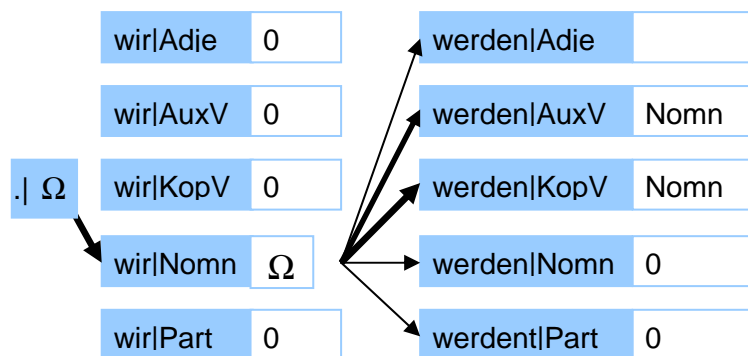 wir|Adje 0 werden|Adje
wir|AuxV 0 werden|AuxV Nomn
wir|KopV 0 werden|KopV Nomn
.| Ω
wir|Nomn Ω werden|Nomn 0
wir|Part 0 werdent|Part 0